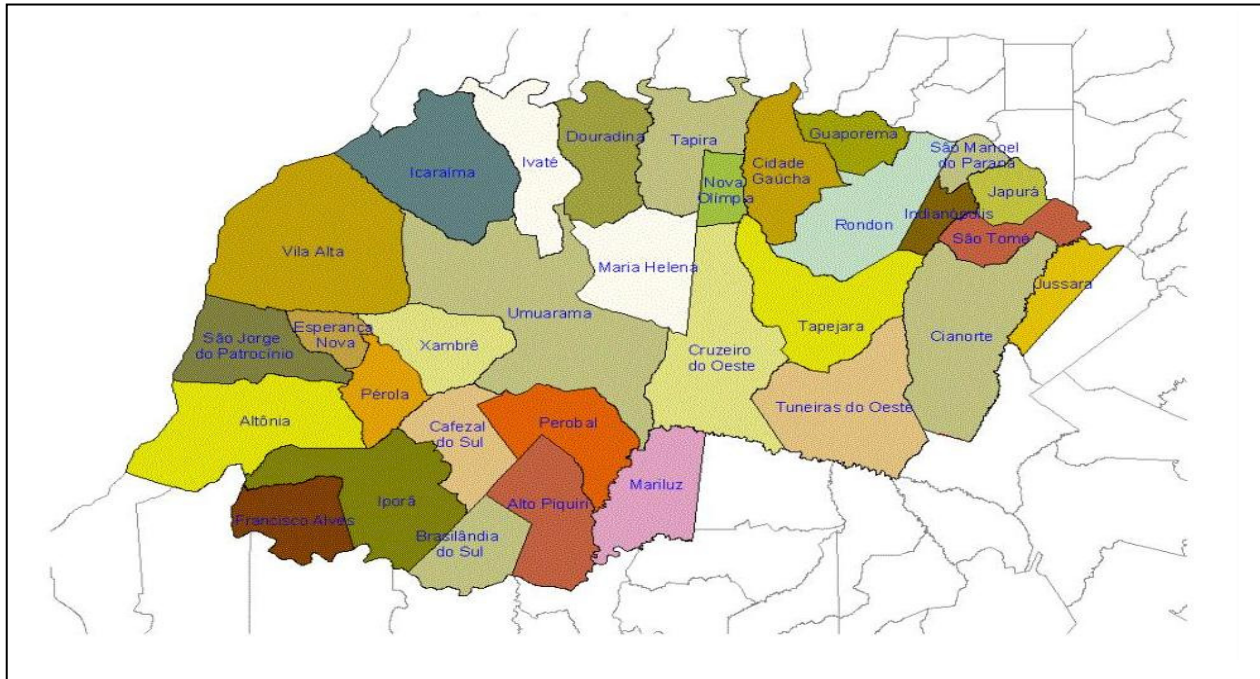 Icaraíma
Ivaté
Douradina
Tapira
Nova
Olímpia
Cidade
Gaúcha
Guaporema
São Manoel
do Paraná
Japurá
Rondon
Indianópolis
São Tomé
Jussara
Vila Alta
Maria Helena
Umuarama
São Jorge
do Patrocínio
Esperança
Nova
Xambrê
Cruzeiro
do Oeste
Tapejara
Cianorte
Altônia
Pérola
Cafezal
do Sul
Perobal
Tuneiras do Oeste
Mariluz
Francisco Alves
Iporã
Alto Piquiri
Brasilândia
do Sul